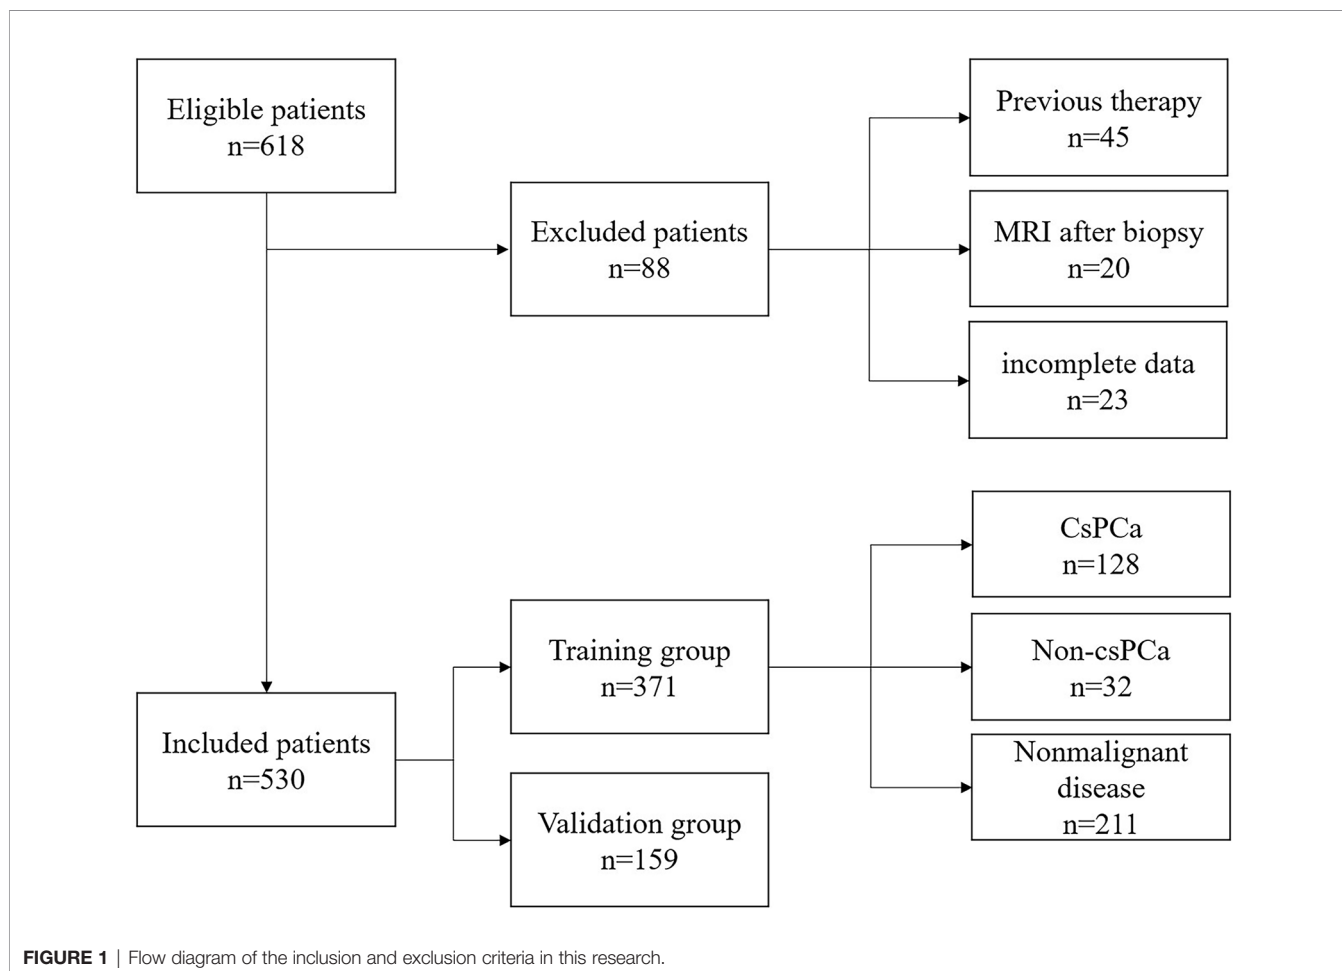 Eligible patients
n=618
Excluded patients
n=88
Previous therapy
n=45
MRI after biopsy
n=20
incomplete data
n=23
Included patients
n=530
Training group
n=371
Validation group
n=159
CsPCa
n=128
Non-csPCa
n=32
Nonmalignant
disease
n=211
FIGURE 1 | Flow diagram of the inclusion and exclusion criteria in this research.